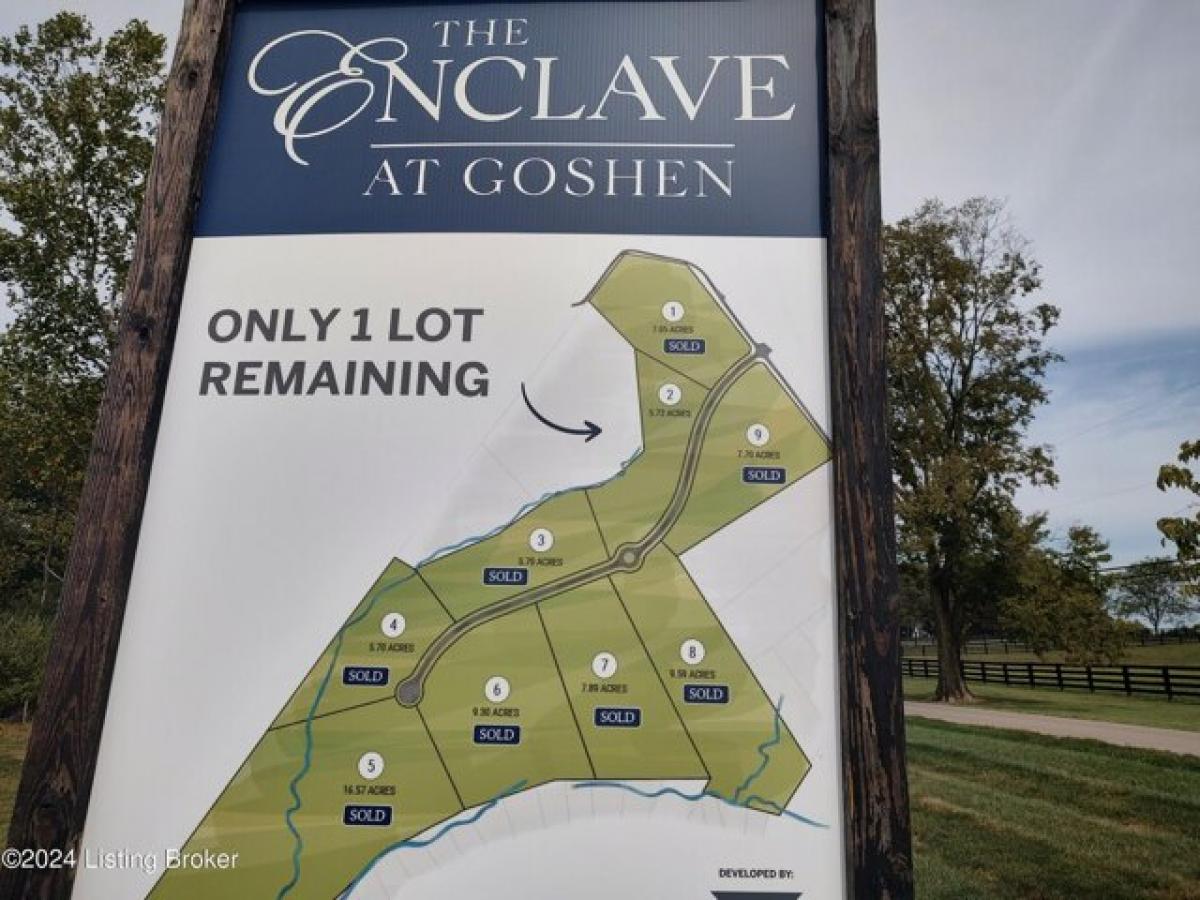 THE
ENCLAVE
AT GOSHEN
ONLY 1 LOT
REMAINING
1
7.05 ACRES
SOLD
2
5.72 ACRES
9
7.70 ACRES
SOLD
3
5.79 ACRES
SOLD
4
5.70 ACRES
SOLD
8
9.59 ACRES
SOLD
7
7.89 ACRES
SOLD
6
9.30 ACRES
SOLD
5
16.57 ACRES
SOLD
©2024 Listing Broker
DEVELOPED BY: